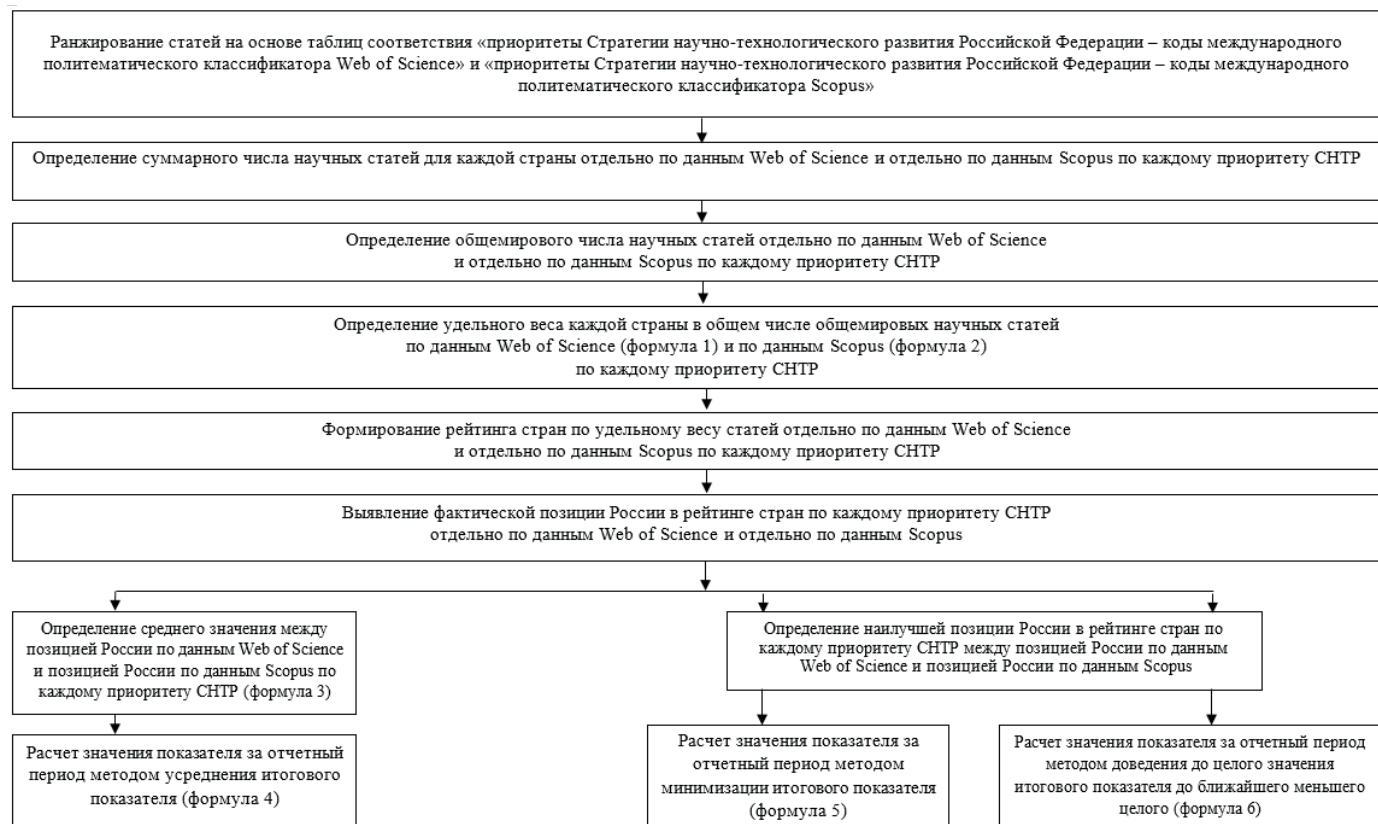 Ранжирование статей на основе таблиц соответствия «приоритеты Стратегии научно-технологического развития Российской Федерации – коды международного
политематического классификатора Web of Science» и «приоритеты Стратегии научно-технологического развития Российской Федерации – коды международного
политематического классификатора Scopus»
Определение суммарного числа научных статей для каждой страны отдельно по данным Web of Science и отдельно по данным Scopus по каждому приоритету СНТР
Определение общемирового числа научных статей отдельно по данным Web of Science
и отдельно по данным Scopus по каждому приоритету СНТР
Определение удельного веса каждой страны в общем числе общемировых научных статей
по данным Web of Science (формула 1) и по данным Scopus (формула 2)
по каждому приоритету СНТР
Формирование рейтинга стран по удельному весу статей отдельно по данным Web of Science
и отдельно по данным Scopus по каждому приоритету СНТР
Выявление фактической позиции России в рейтинге стран по каждому приоритету СНТР
отдельно по данным Web of Science и отдельно по данным Scopus
Определение среднего значения между
позицией России по данным Web of Science
и позицией России по данным Scopus по
каждому приоритету СНТР (формула 3)
Определение наилучшей позиции России в рейтинге стран по
каждому приоритету СНТР между позицией России по данным
Web of Science и позицией России по данным Scopus
Расчет значения показателя за отчетный
период методом усреднения итогового
показателя (формула 4)
Расчет значения показателя за
отчетный период методом
минимизации итогового показателя
(формула 5)
Расчет значения показателя за отчетный период
методом доведения до целого значения
итогового показателя до ближайшего меньшего
целого (формула 6)